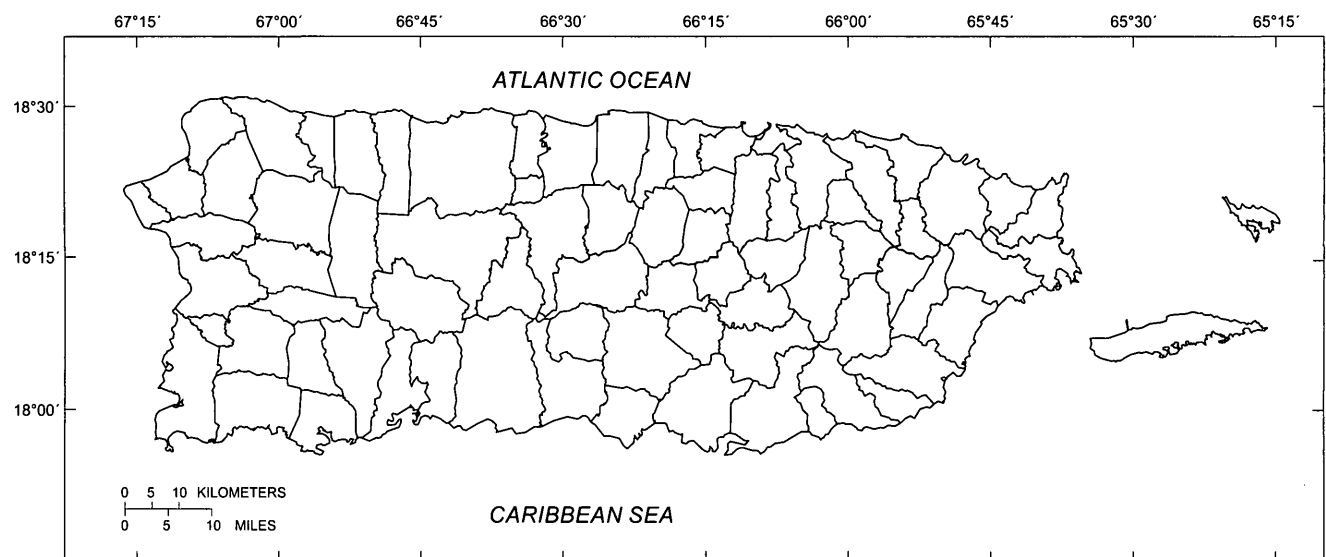 67°15′ 67°00′ 66°45′ 66°30′ 66°15′ 66°00′ 65°45′ 65°30′ 65°15′
ATLANTIC OCEAN
18°30′
18°15′
18°00′
0 5 10 KILOMETERS
0 5 10 MILES
CARIBBEAN SEA